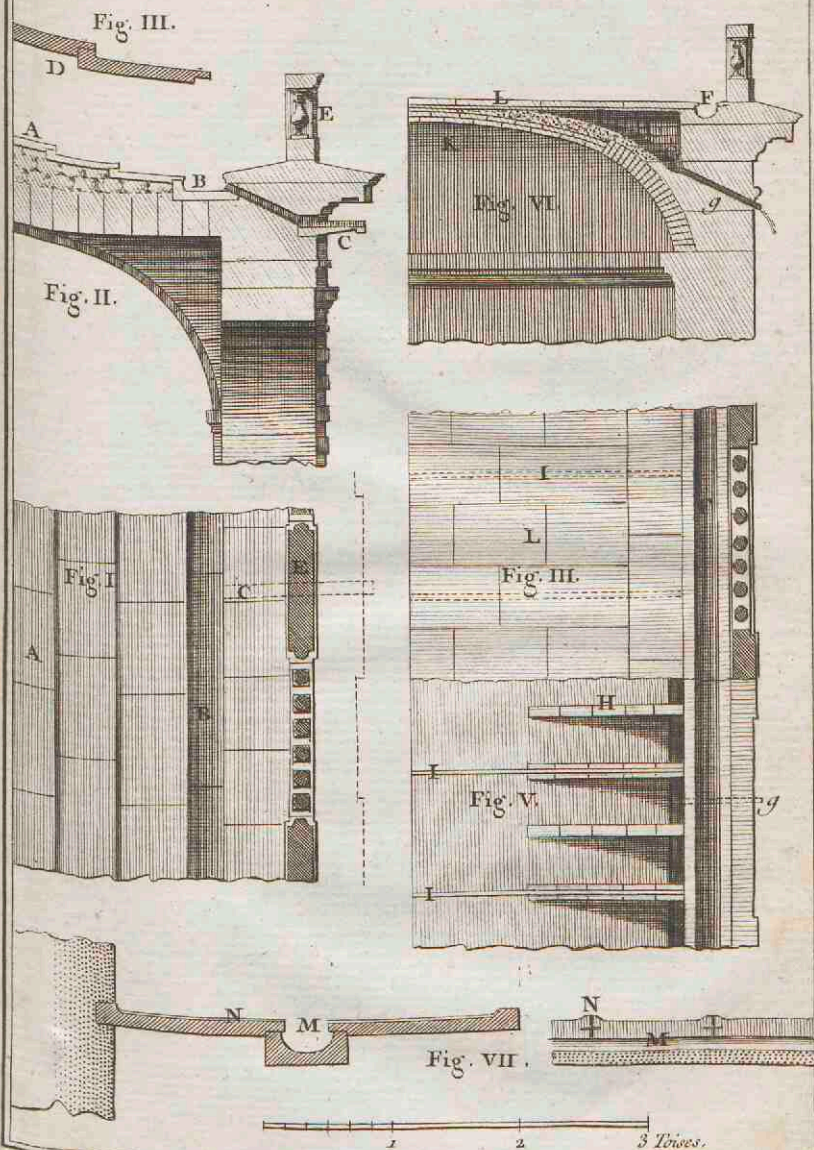 Fig. III.
D
A
B
E
C
Fig. II.
L
F
K
Fig. VI.
g
Fig. I
A
B
C
E
I
L
Fig. III.
I
H
I
Fig. V.
g
I
N
M
Fig. VII.
N
M
1 2 3 Toises.